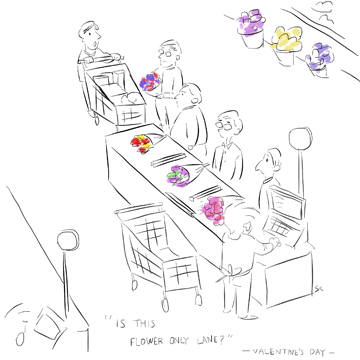 "IS THIS
FLOWER ONLY LANE?"
— VALENTINE'S DAY —